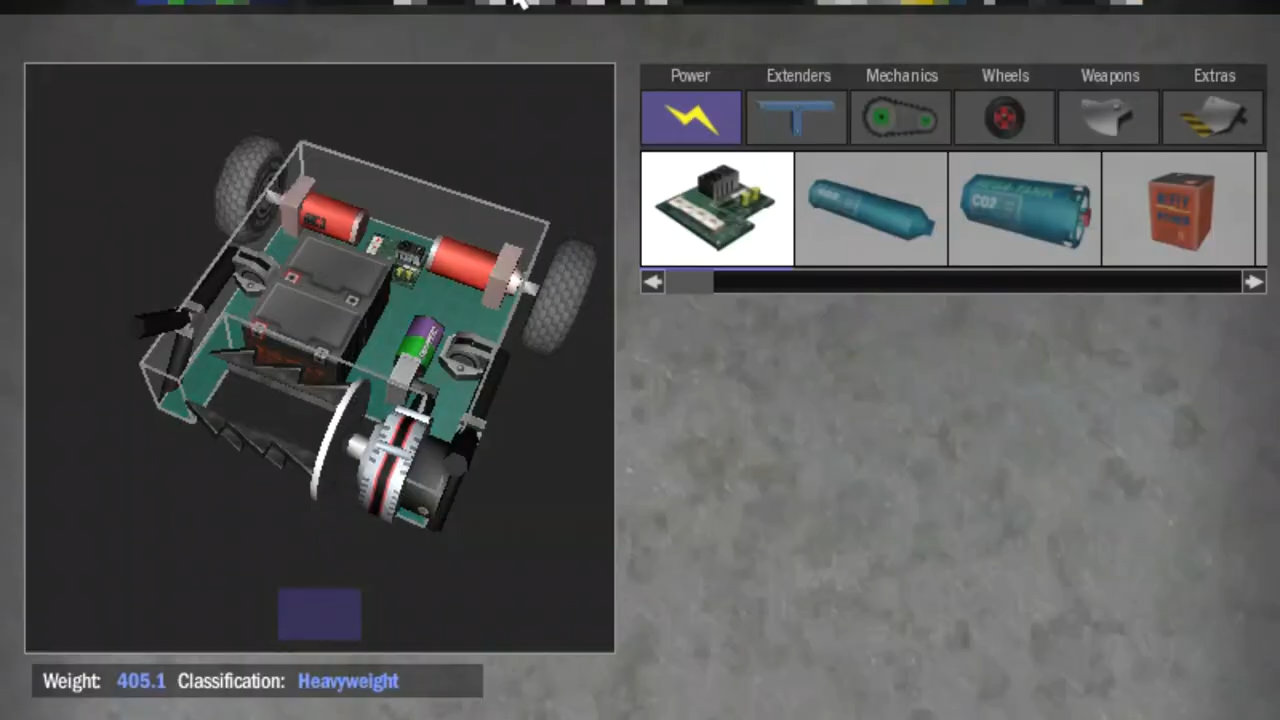 Power Extenders Mechanics Wheels Weapons Extras
CO2
Weight: 405.1 Classification: Heavyweight